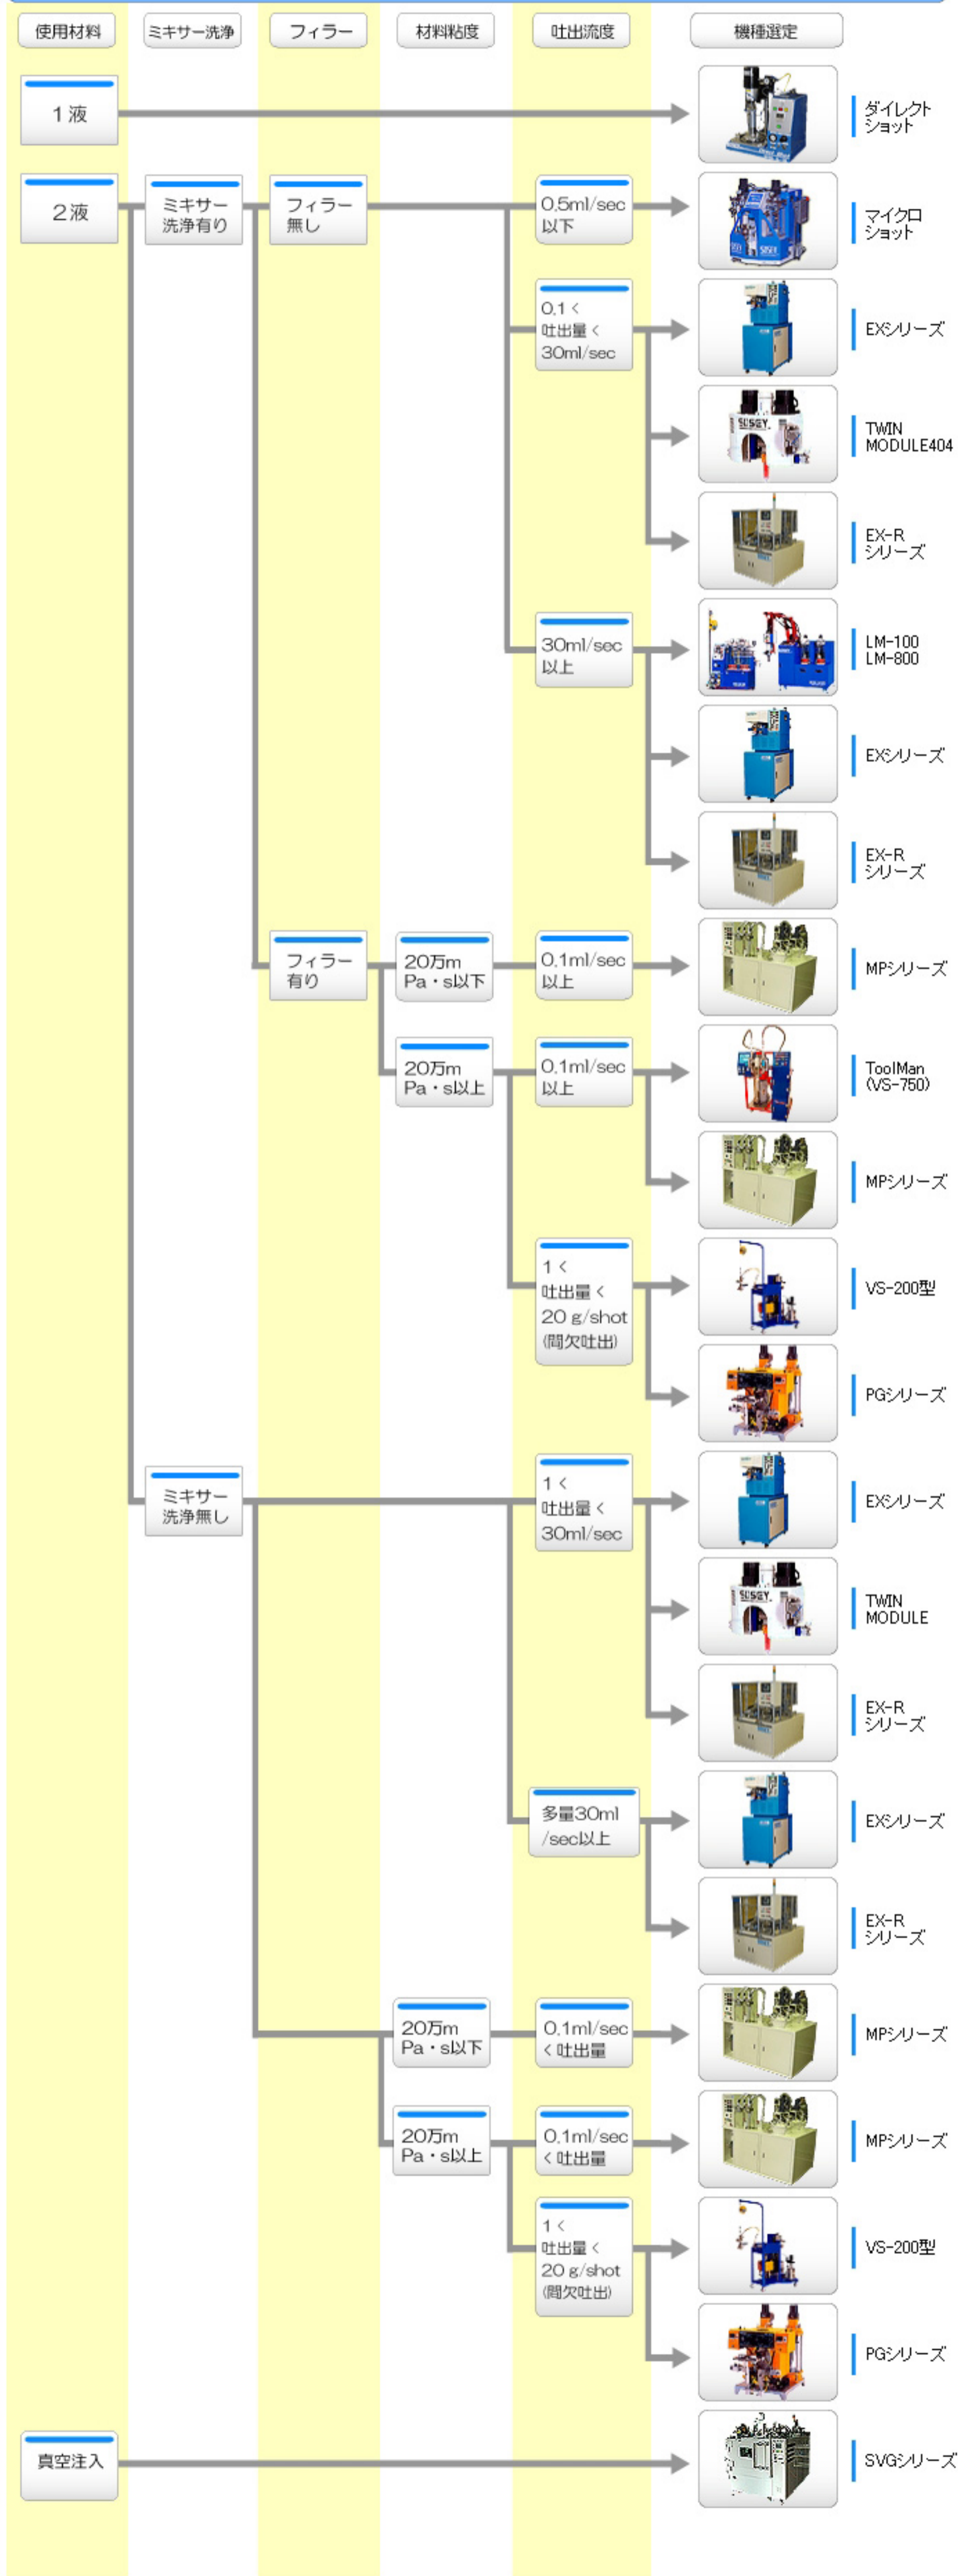 使用材料
ミキサー洗浄
フィラー
材料粘度
吐出流度
機種選定
1液
ダイレクト
ショット
2液
ミキサー
洗浄有り
フィラー
無し
0.5ml/sec
以下
マイクロ
ショット
0.1<
吐出量<
30ml/sec
EXシリーズ
SOSEY
TWIN
MODULE404
EX-R
シリーズ
30ml/sec
以上
LM-100
LM-800
EXシリーズ
EX-R
シリーズ
フィラー
有り
20万m
Pa・s以下
0.1ml/sec
以上
MPシリーズ
20万m
Pa・s以上
0.1ml/sec
以上
ToolMan
(VS-750)
MPシリーズ
1<
吐出量<
20 g/shot
(間欠吐出)
VS-200型
PGシリーズ
ミキサー
洗浄無し
1<
吐出量<
30ml/sec
EXシリーズ
SOSEY
TWIN
MODULE
EX-R
シリーズ
多量30ml
/sec以上
EXシリーズ
EX-R
シリーズ
20万m
Pa・s以下
0.1ml/sec
<吐出量
MPシリーズ
20万m
Pa・s以上
0.1ml/sec
<吐出量
MPシリーズ
1<
吐出量<
20 g/shot
(間欠吐出)
VS-200型
PGシリーズ
真空注入
SVGシリーズ